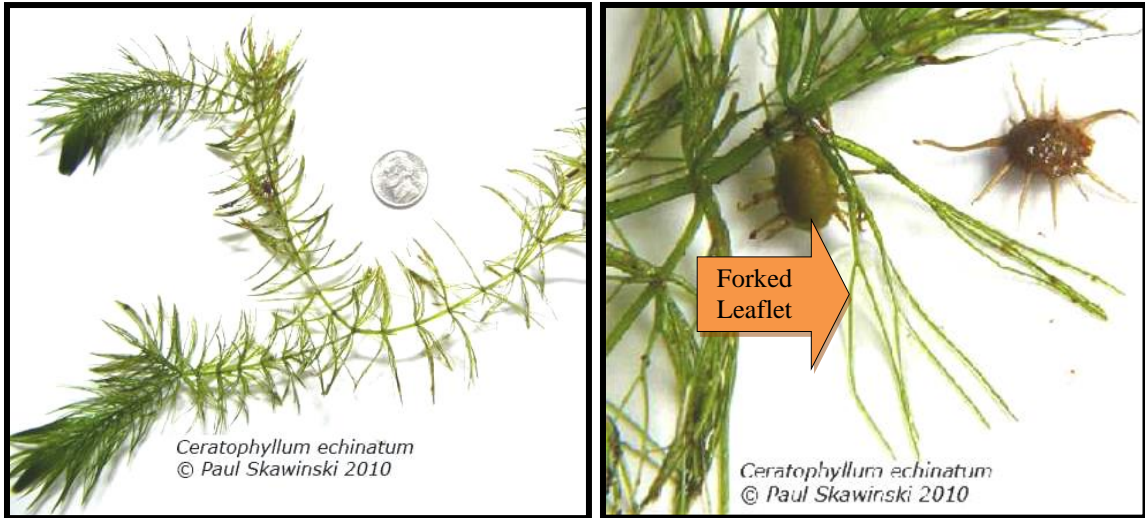 Ceratophyllum echinatum
© Paul Skawinski 2010
Forked
Leaflet
Ceratophyllum echinatum
© Paul Skawinski 2010